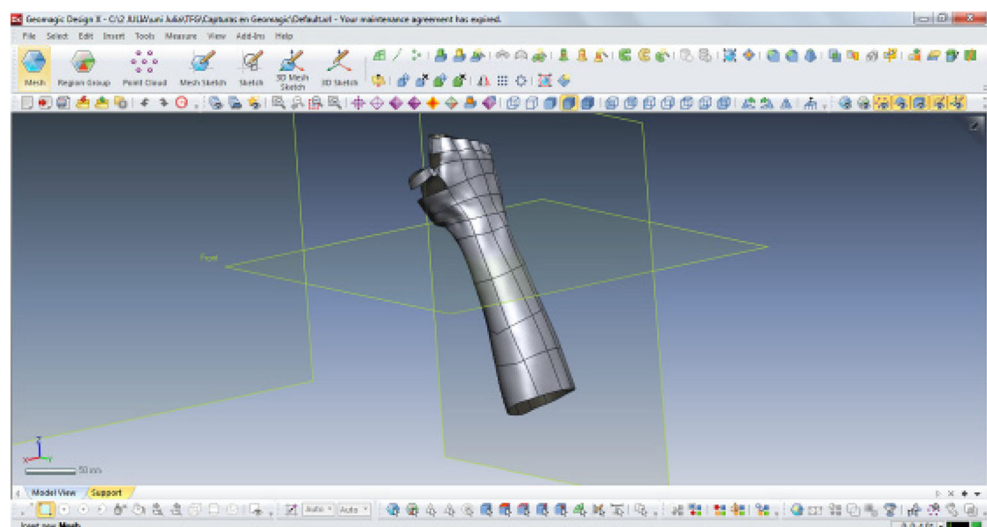 Geomagic Design X - C:\2 JULIA\uni Julia\TFG\Capturas en Geomagic\Default.xrl - Your maintenance agreement has expired.
File Select Edit Insert Tools Measure View Add-Ins Help
Mesh Region Group Point Cloud Mesh Sketch Sketch 3D Mesh Sketch 3D Sketch
Front
Z
X Y
50 mm
Model View Support
Auto Auto
Insert new Mesh